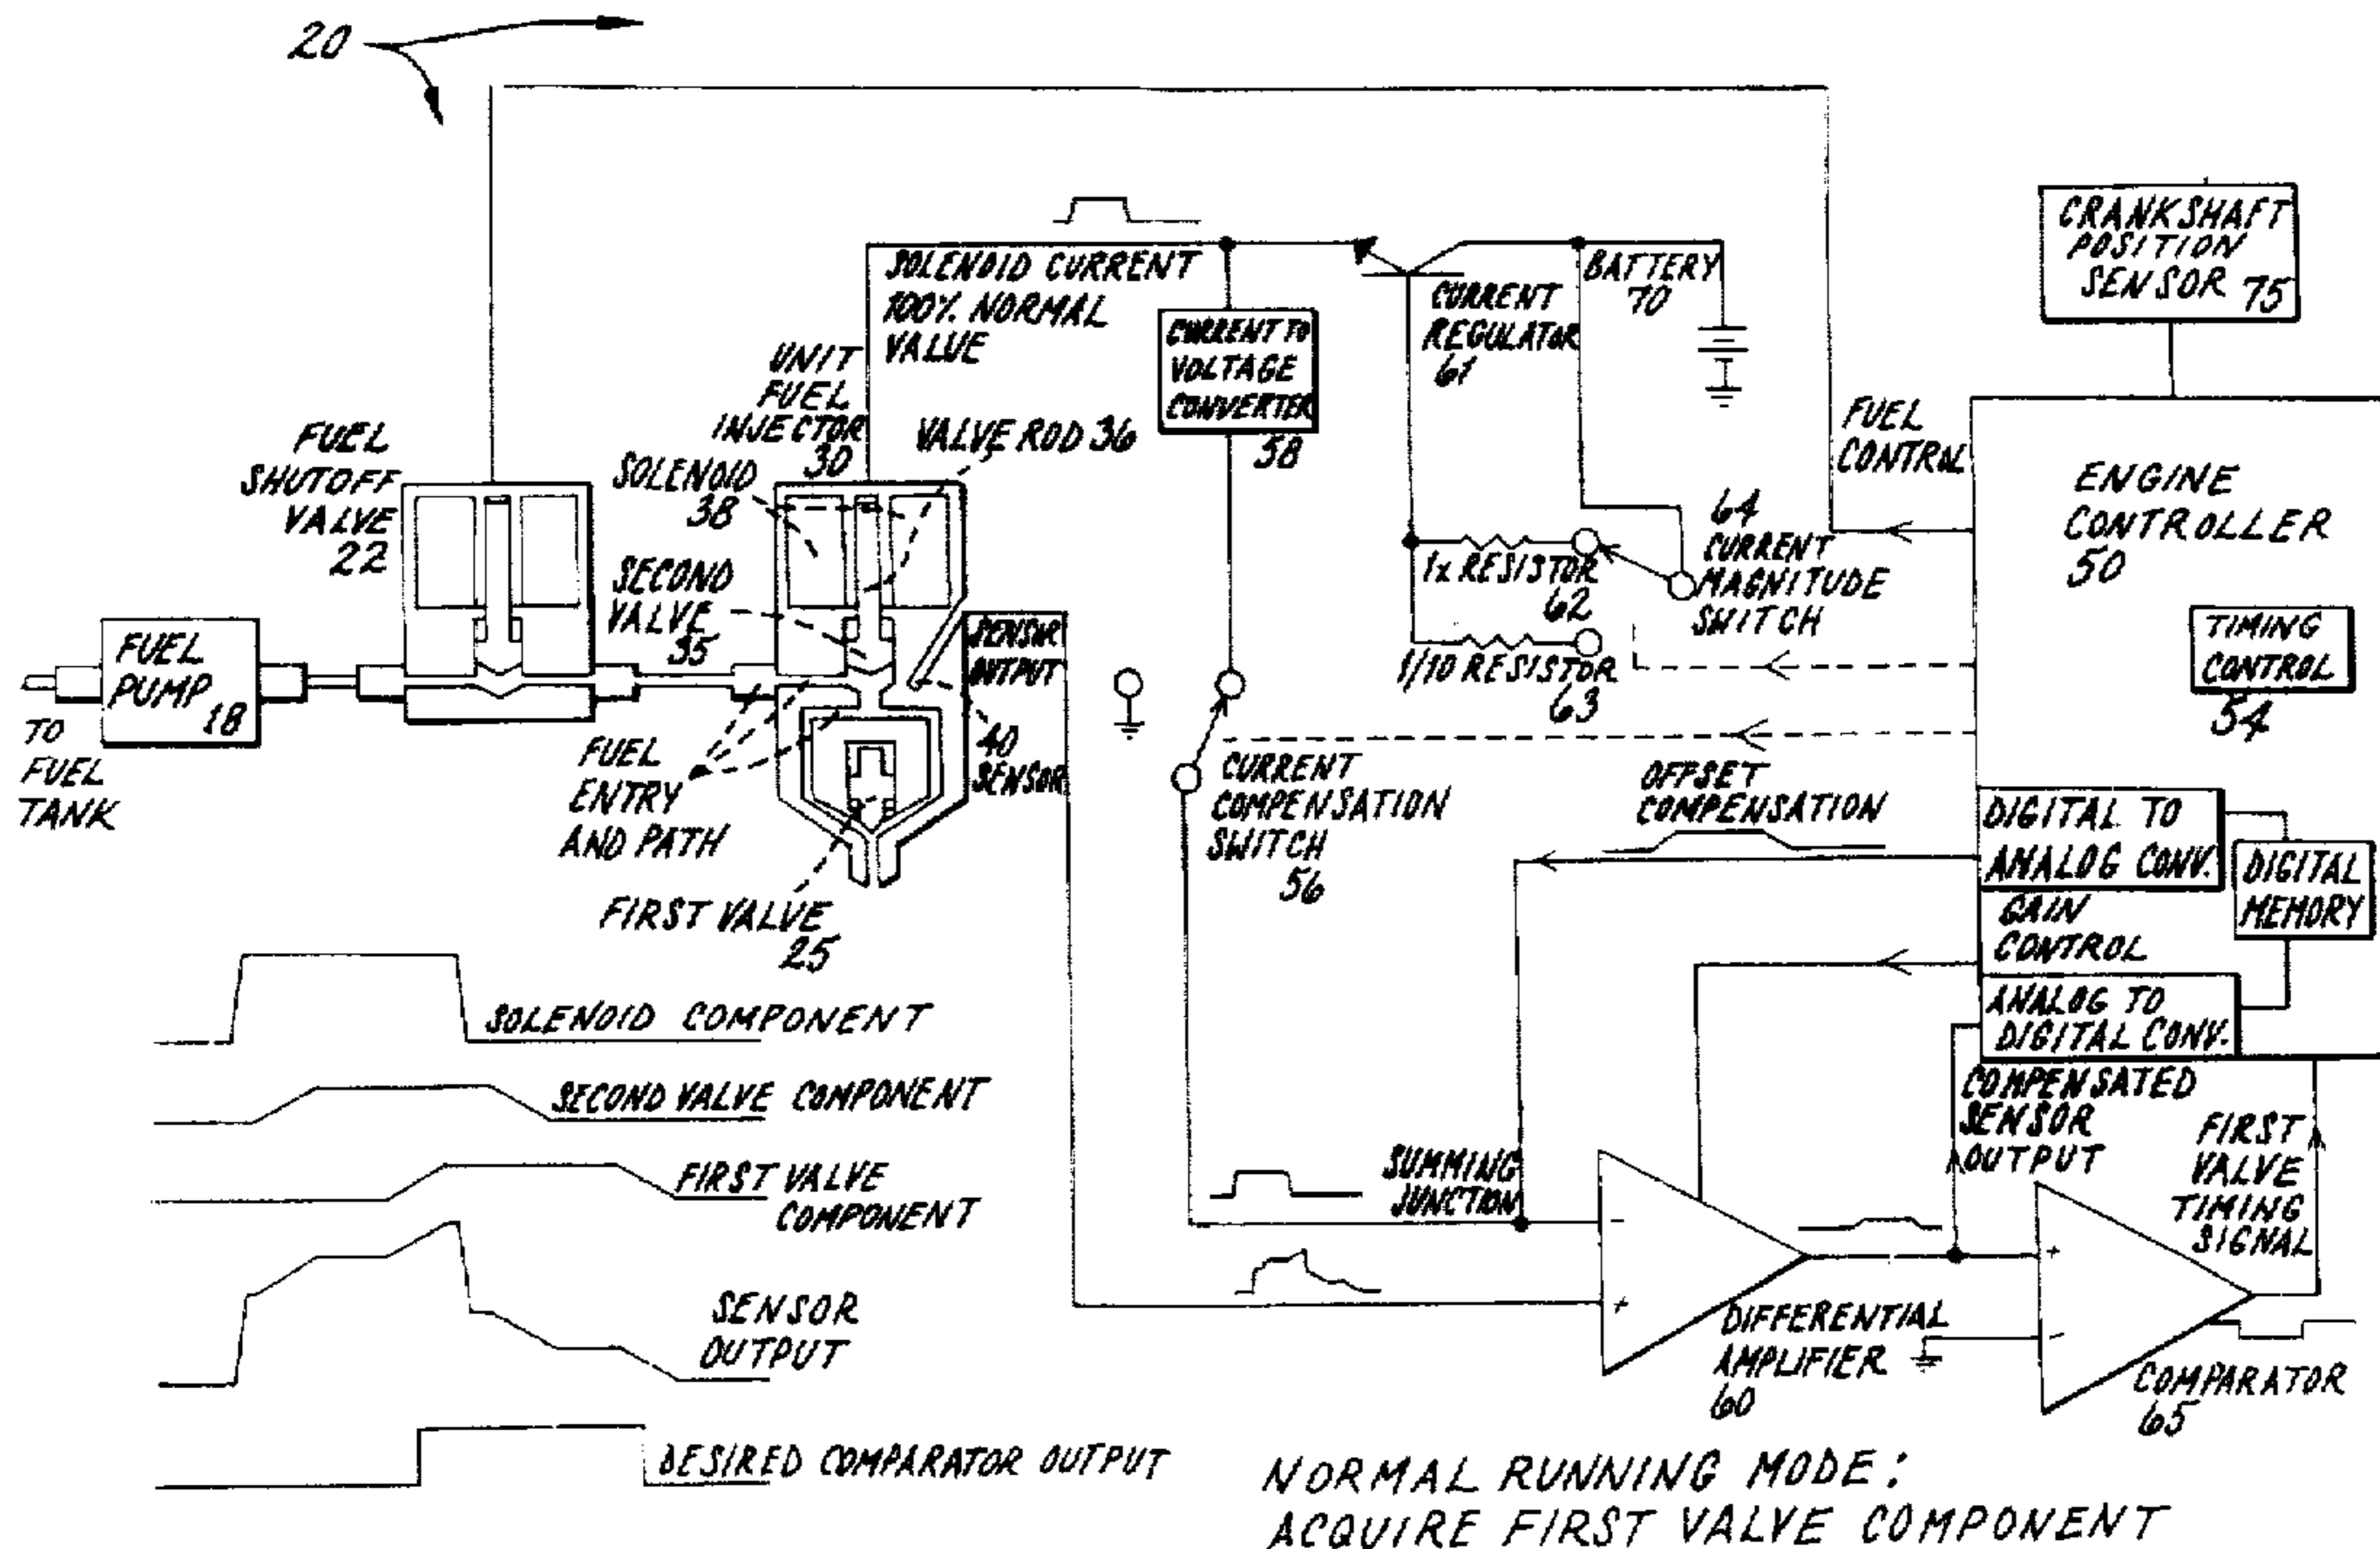 20
CRANKSHAFT
POSITION
SENSOR 75
SOLENOID CURRENT
100% NORMAL
VALUE
BATTERY
70
CURRENT
REGULATOR
61
CURRENT TO
VOLTAGE
CONVERTER
58
UNIT
FUEL
INJECTOR
30
VALVE ROD 36
FUEL
SHUTOFF
VALVE
22
SOLENOID
38
SECOND
VALVE
35
FUEL
CONTROL
ENGINE
CONTROLLER
50
64
CURRENT
MAGNITUDE
SWITCH
1x RESISTOR
62
1/10 RESISTOR
63
TIMING
CONTROL
54
FUEL
PUMP
18
TO
FUEL
TANK
SENSOR
OUTPUT
40
SENSOR
FUEL
ENTRY
AND PATH
FIRST VALVE
25
CURRENT
COMPENSATION
SWITCH
56
OFFSET
COMPENSATION
DIGITAL TO
ANALOG CONV.
DIGITAL
MEMORY
GAIN
CONTROL
ANALOG TO
DIGITAL CONV.
COMPENSATED
SENSOR
OUTPUT
FIRST
VALVE
TIMING
SIGNAL
SOLENOID COMPONENT
SECOND VALVE COMPONENT
FIRST VALVE
COMPONENT
SENSOR
OUTPUT
DESIRED COMPARATOR OUTPUT
SUMMING
JUNCTION
-
+
DIFFERENTIAL
AMPLIFIER
60
+
-
COMPARATOR
65
NORMAL RUNNING MODE:
ACQUIRE FIRST VALVE COMPONENT